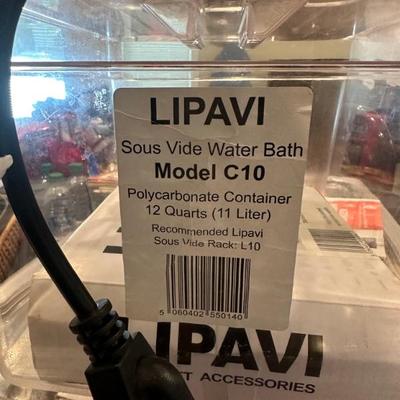 LIPAVI
Sous Vide Water Bath
Model C10
Polycarbonate Container
12 Quarts (11 Liter)
Recommended Lipavi
Sous Vide Rack: L10
5 060402 550140
LIPAVI
ACCESSORIES